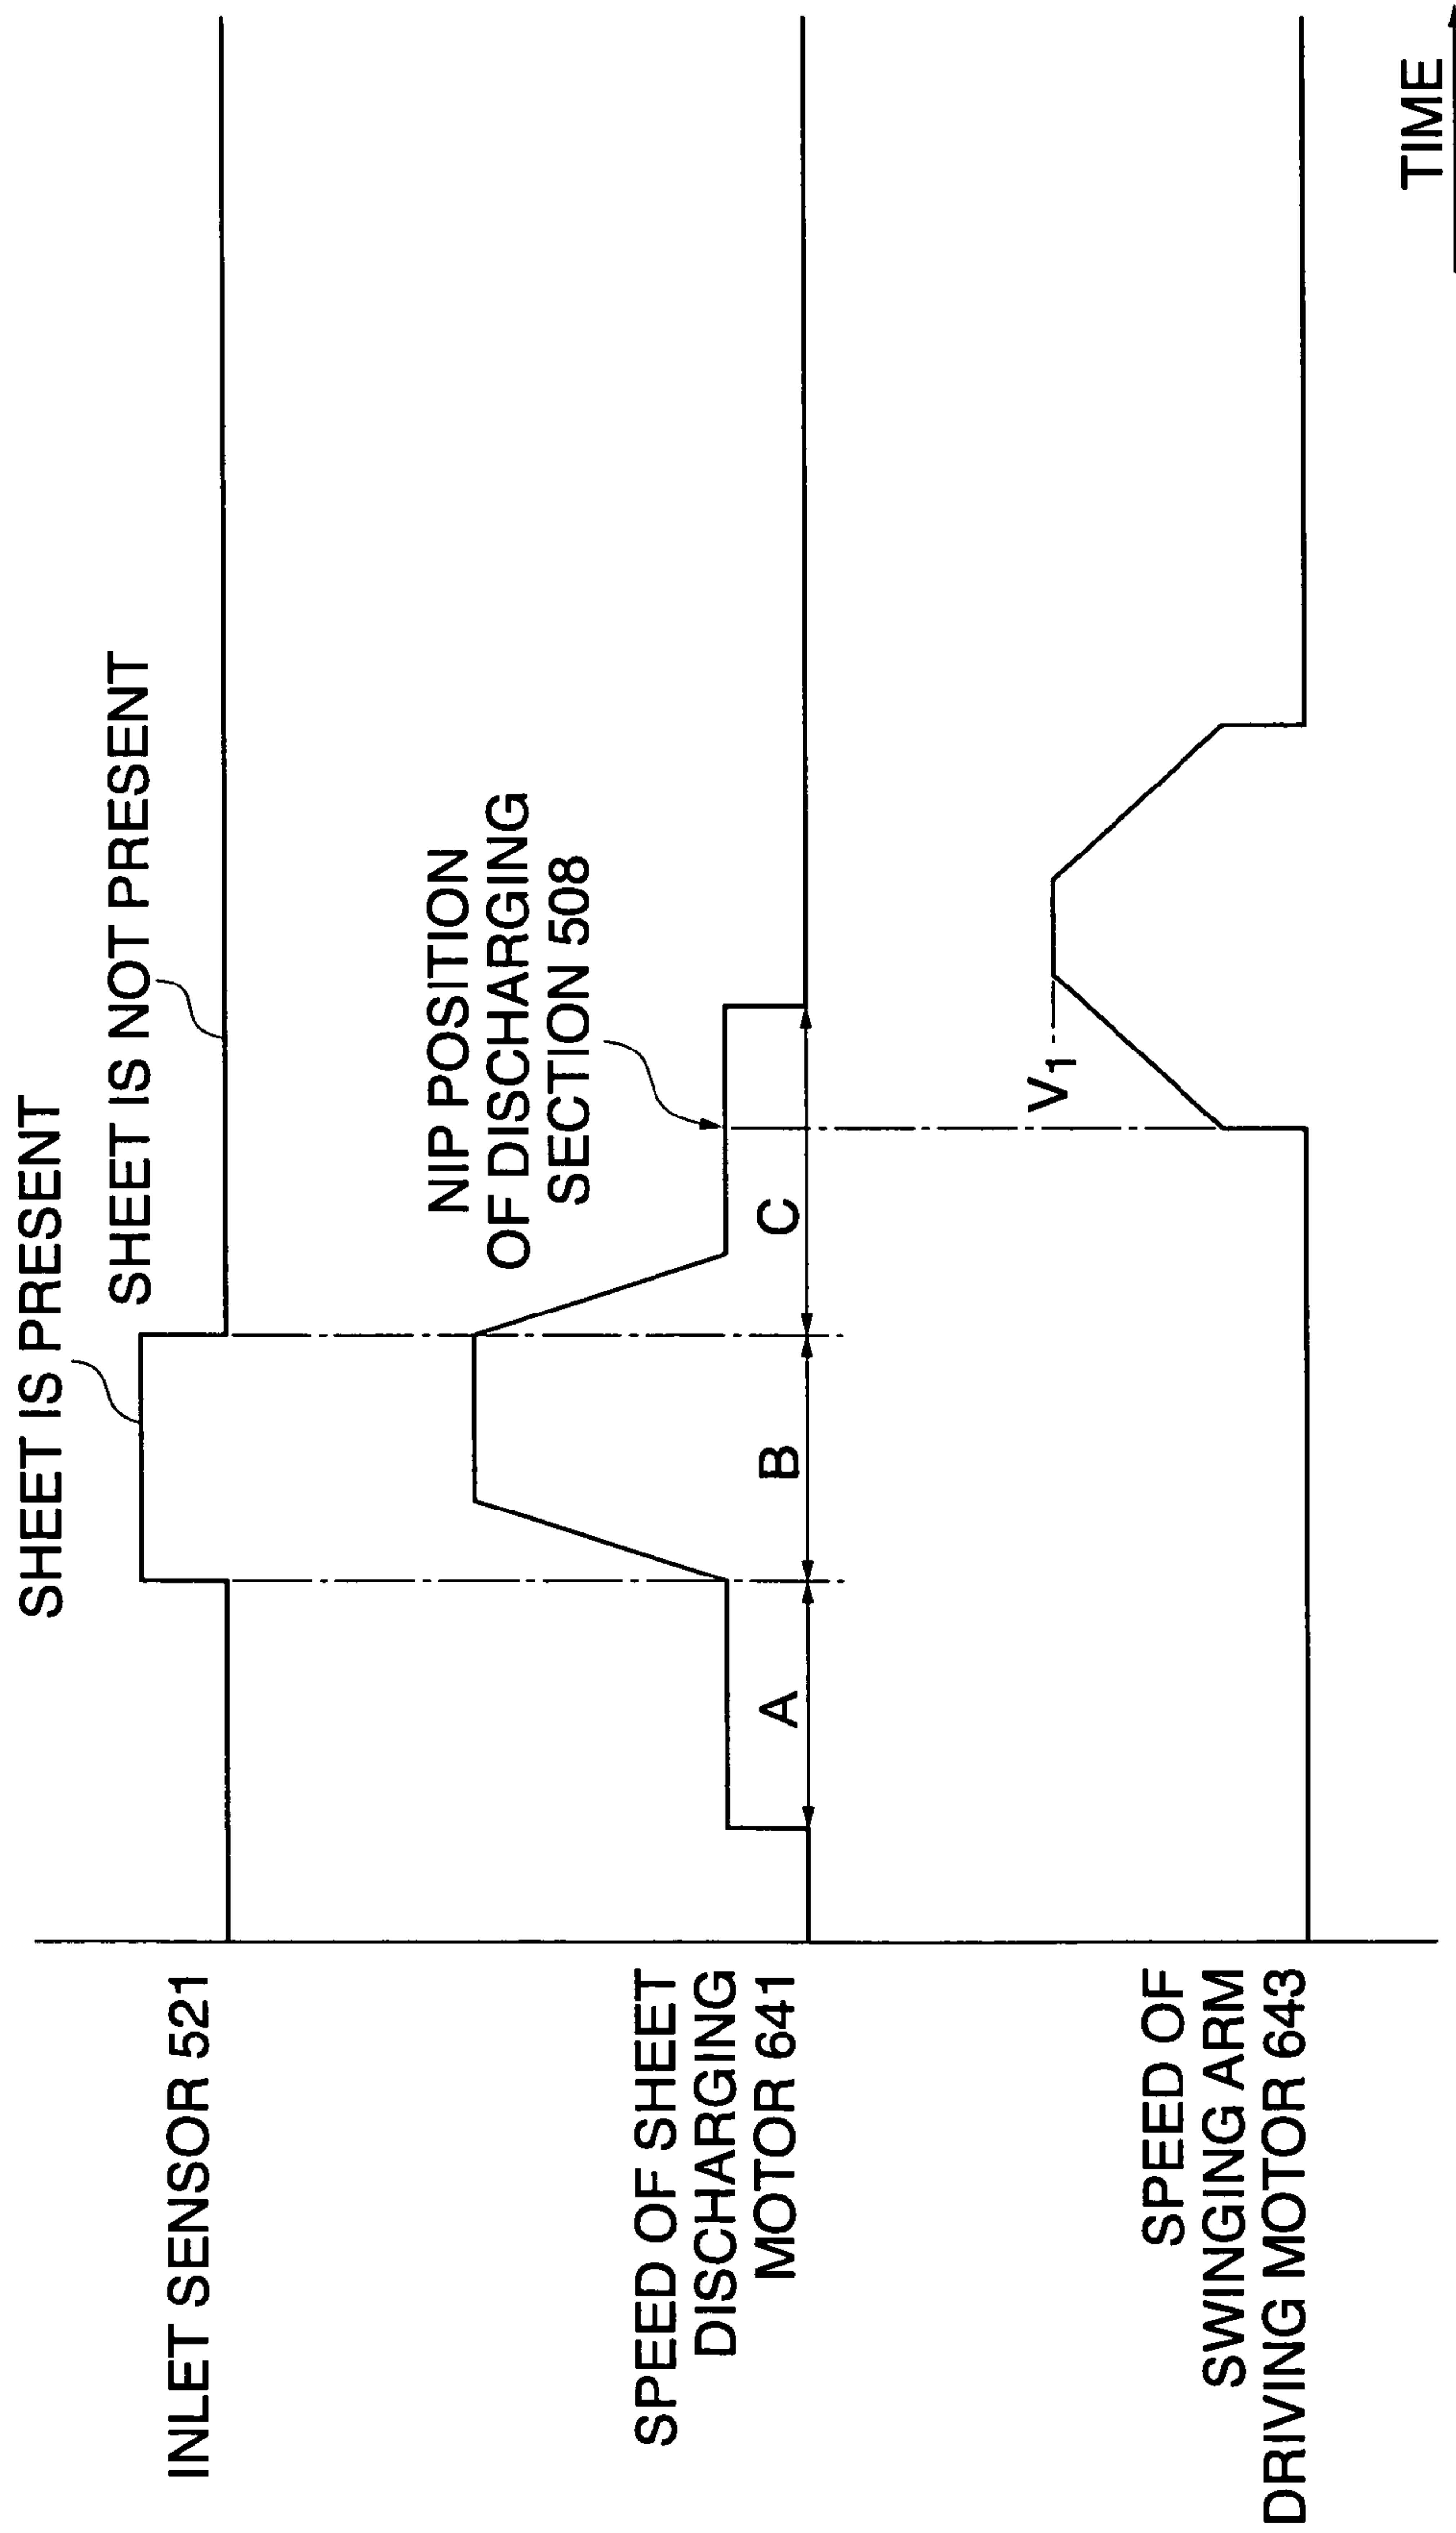 SHEET IS PRESENT
SHEET IS NOT PRESENT
INLET SENSOR 521
NIP POSITION
OF DISCHARGING
SECTION 508
SPEED OF SHEET
DISCHARGING
MOTOR 641
A
B
C
V1
SPEED OF
SWINGING ARM
DRIVING MOTOR 643
TIME